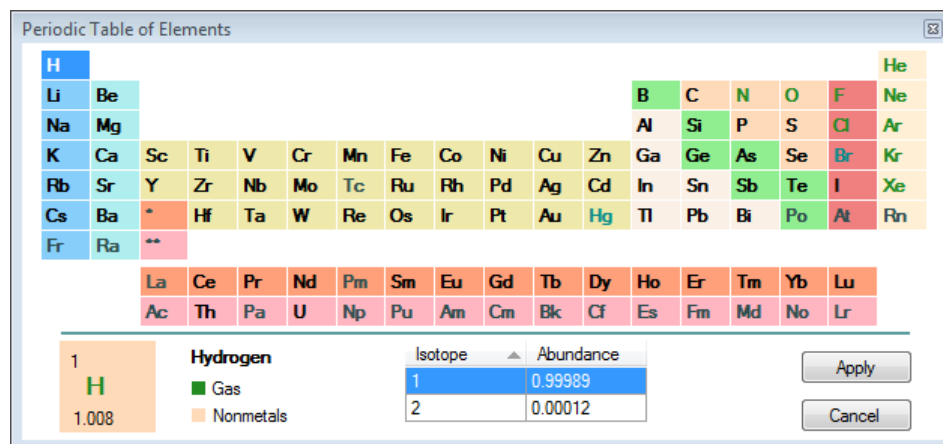 Periodic Table of Elements
H He
Li Be B C N O F Ne
Na Mg Al Si P S Cl Ar
K Ca Sc Ti V Cr Mn Fe Co Ni Cu Zn Ga Ge As Se Br Kr
Rb Sr Y Zr Nb Mo Tc Ru Rh Pd Ag Cd In Sn Sb Te I Xe
Cs Ba * Hf Ta W Re Os Ir Pt Au Hg Tl Pb Bi Po At Rn
Fr Ra **
La Ce Pr Nd Pm Sm Eu Gd Tb Dy Ho Er Tm Yb Lu
Ac Th Pa U Np Pu Am Cm Bk Cf Es Fm Md No Lr
1
H
1.008
Hydrogen
Gas
Nonmetals
Isotope Abundance
1 0.99989
2 0.00012
Apply
Cancel